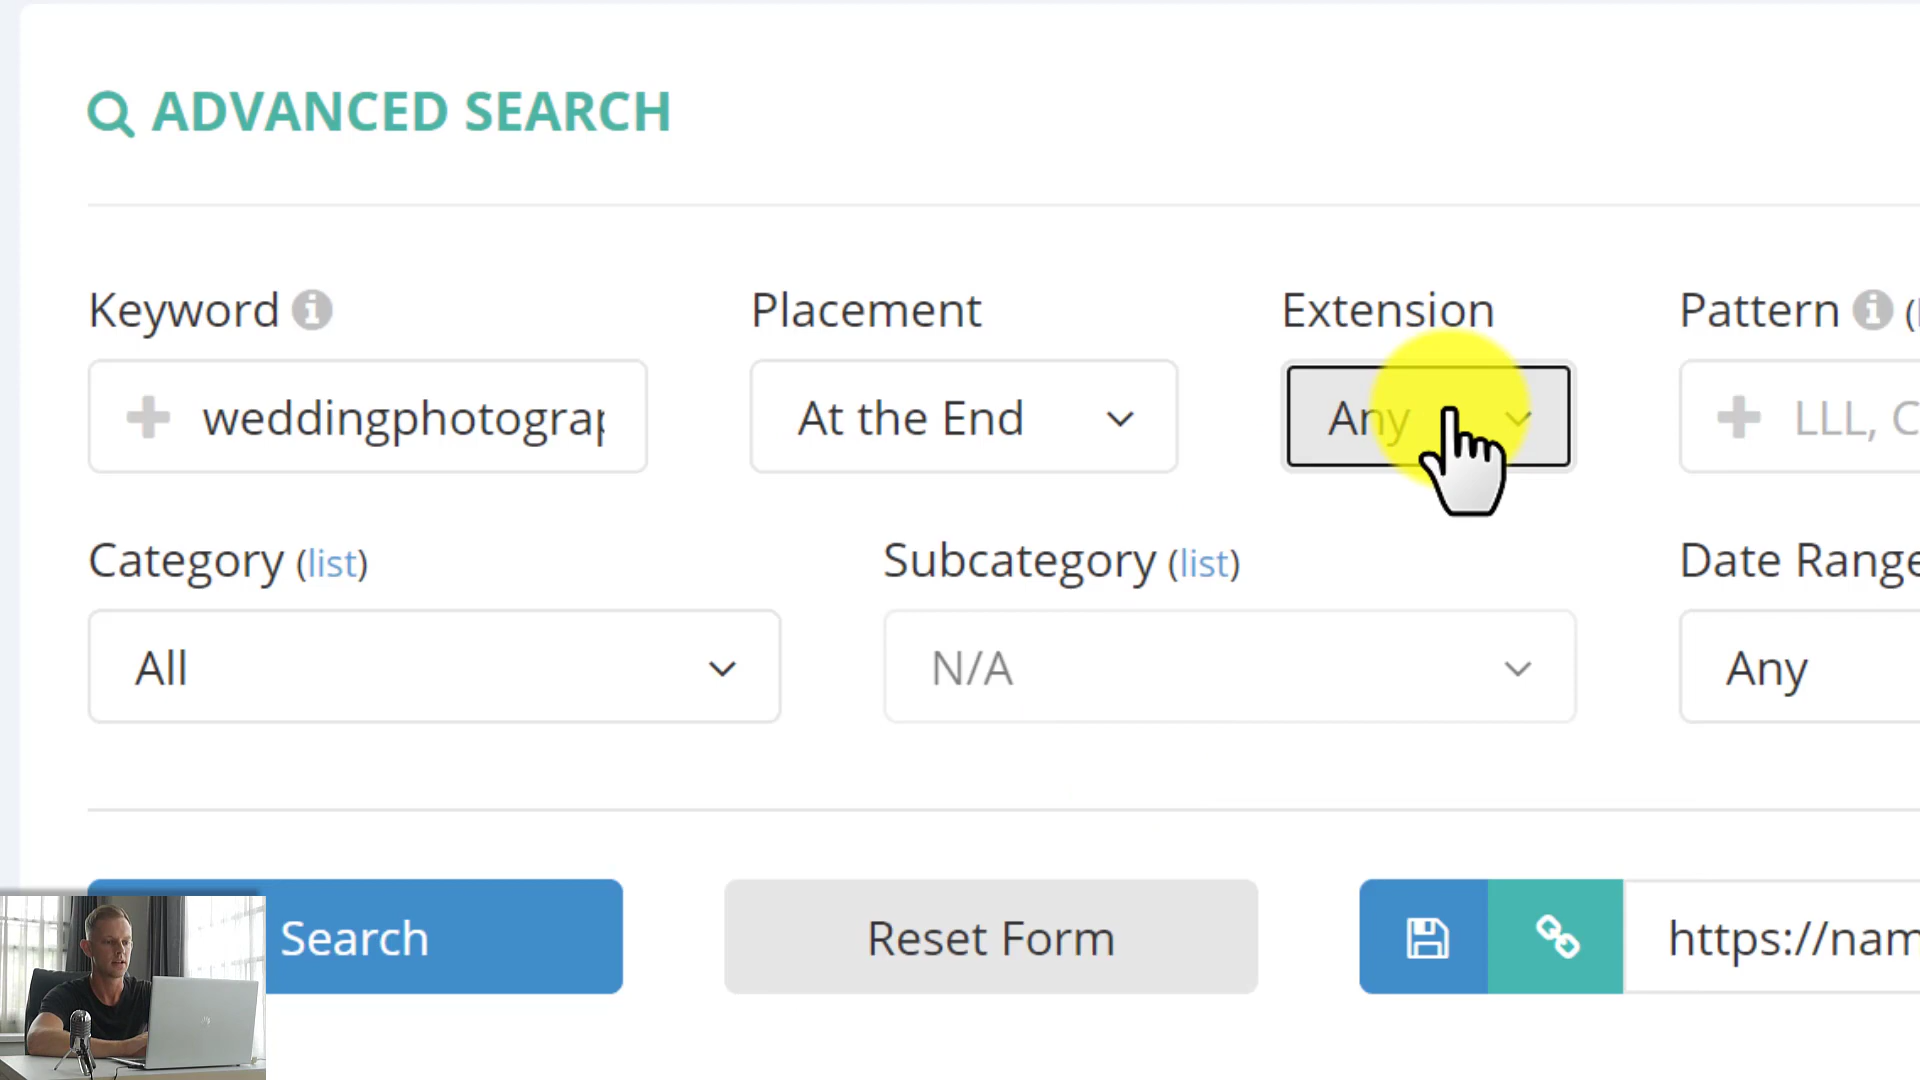 ADVANCED SEARCH
Keyword
Placement
Extension
Pattern
weddingphotograp
At the End
Any
LLL, C
Category (list)
Subcategory (list)
Date Range
All
N/A
Any
Search
Reset Form
https://nam